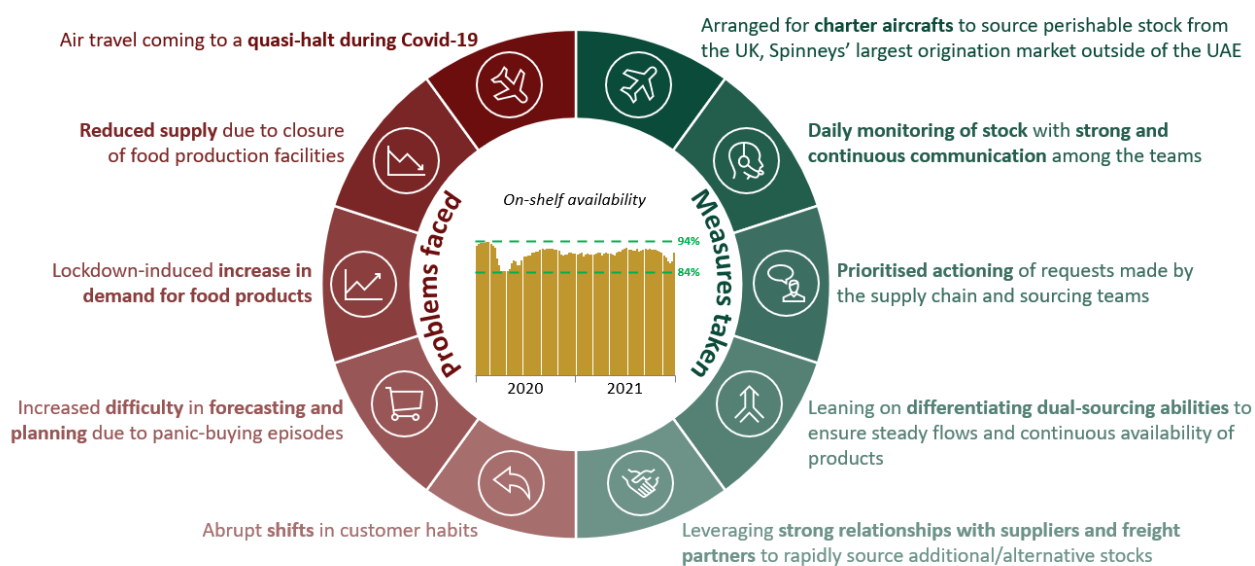 Air travel coming to a quasi-halt during Covid-19
Reduced supply due to closure
of food production facilities
Lockdown-induced increase in
demand for food products
Increased difficulty in forecasting and
planning due to panic-buying episodes
Abrupt shifts in customer habits
Problems faced
On-shelf availability
94%
84%
2020
2021
Measures taken
Arranged for charter aircrafts to source perishable stock from
the UK, Spinneys’ largest origination market outside of the UAE
Daily monitoring of stock with strong and
continuous communication among the teams
Prioritised actioning of requests made by
the supply chain and sourcing teams
Leaning on differentiating dual-sourcing abilities to
ensure steady flows and continuous availability of
products
Leveraging strong relationships with suppliers and freight
partners to rapidly source additional/alternative stocks